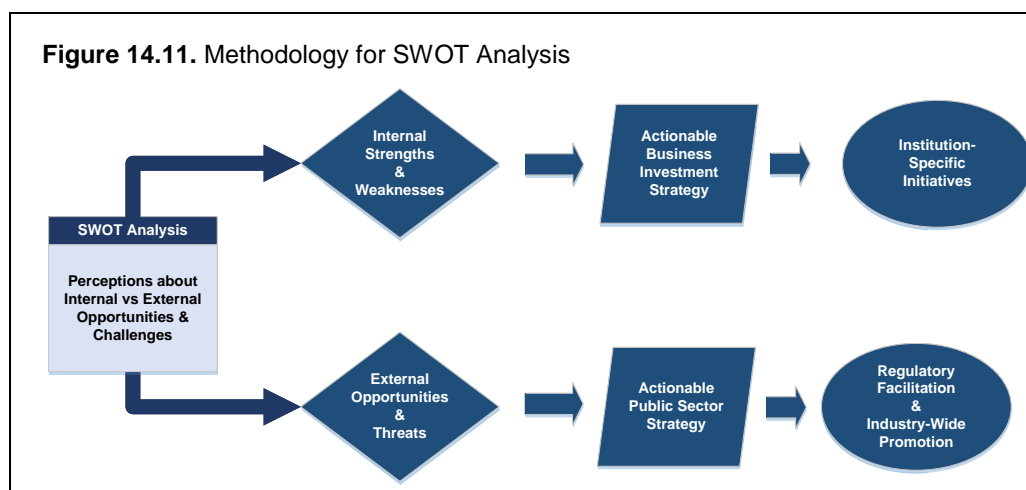 Figure 14.11. Methodology for SWOT Analysis
Internal
Strengths
&
Weaknesses
Actionable
Business
Investment
Strategy
Institution-
Specific
Initiatives
SWOT Analysis
Perceptions about
Internal vs External
Opportunities &
Challenges
External
Opportunities
&
Threats
Actionable
Public Sector
Strategy
Regulatory
Facilitation
&
Industry-Wide
Promotion